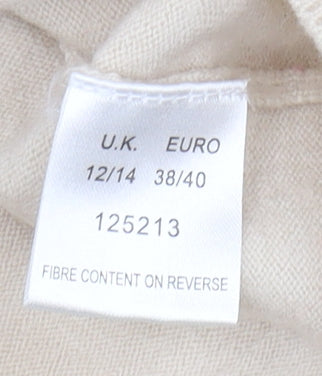 U.K. EURO
12/14 38/40
125213
FIBRE CONTENT ON REVERSE